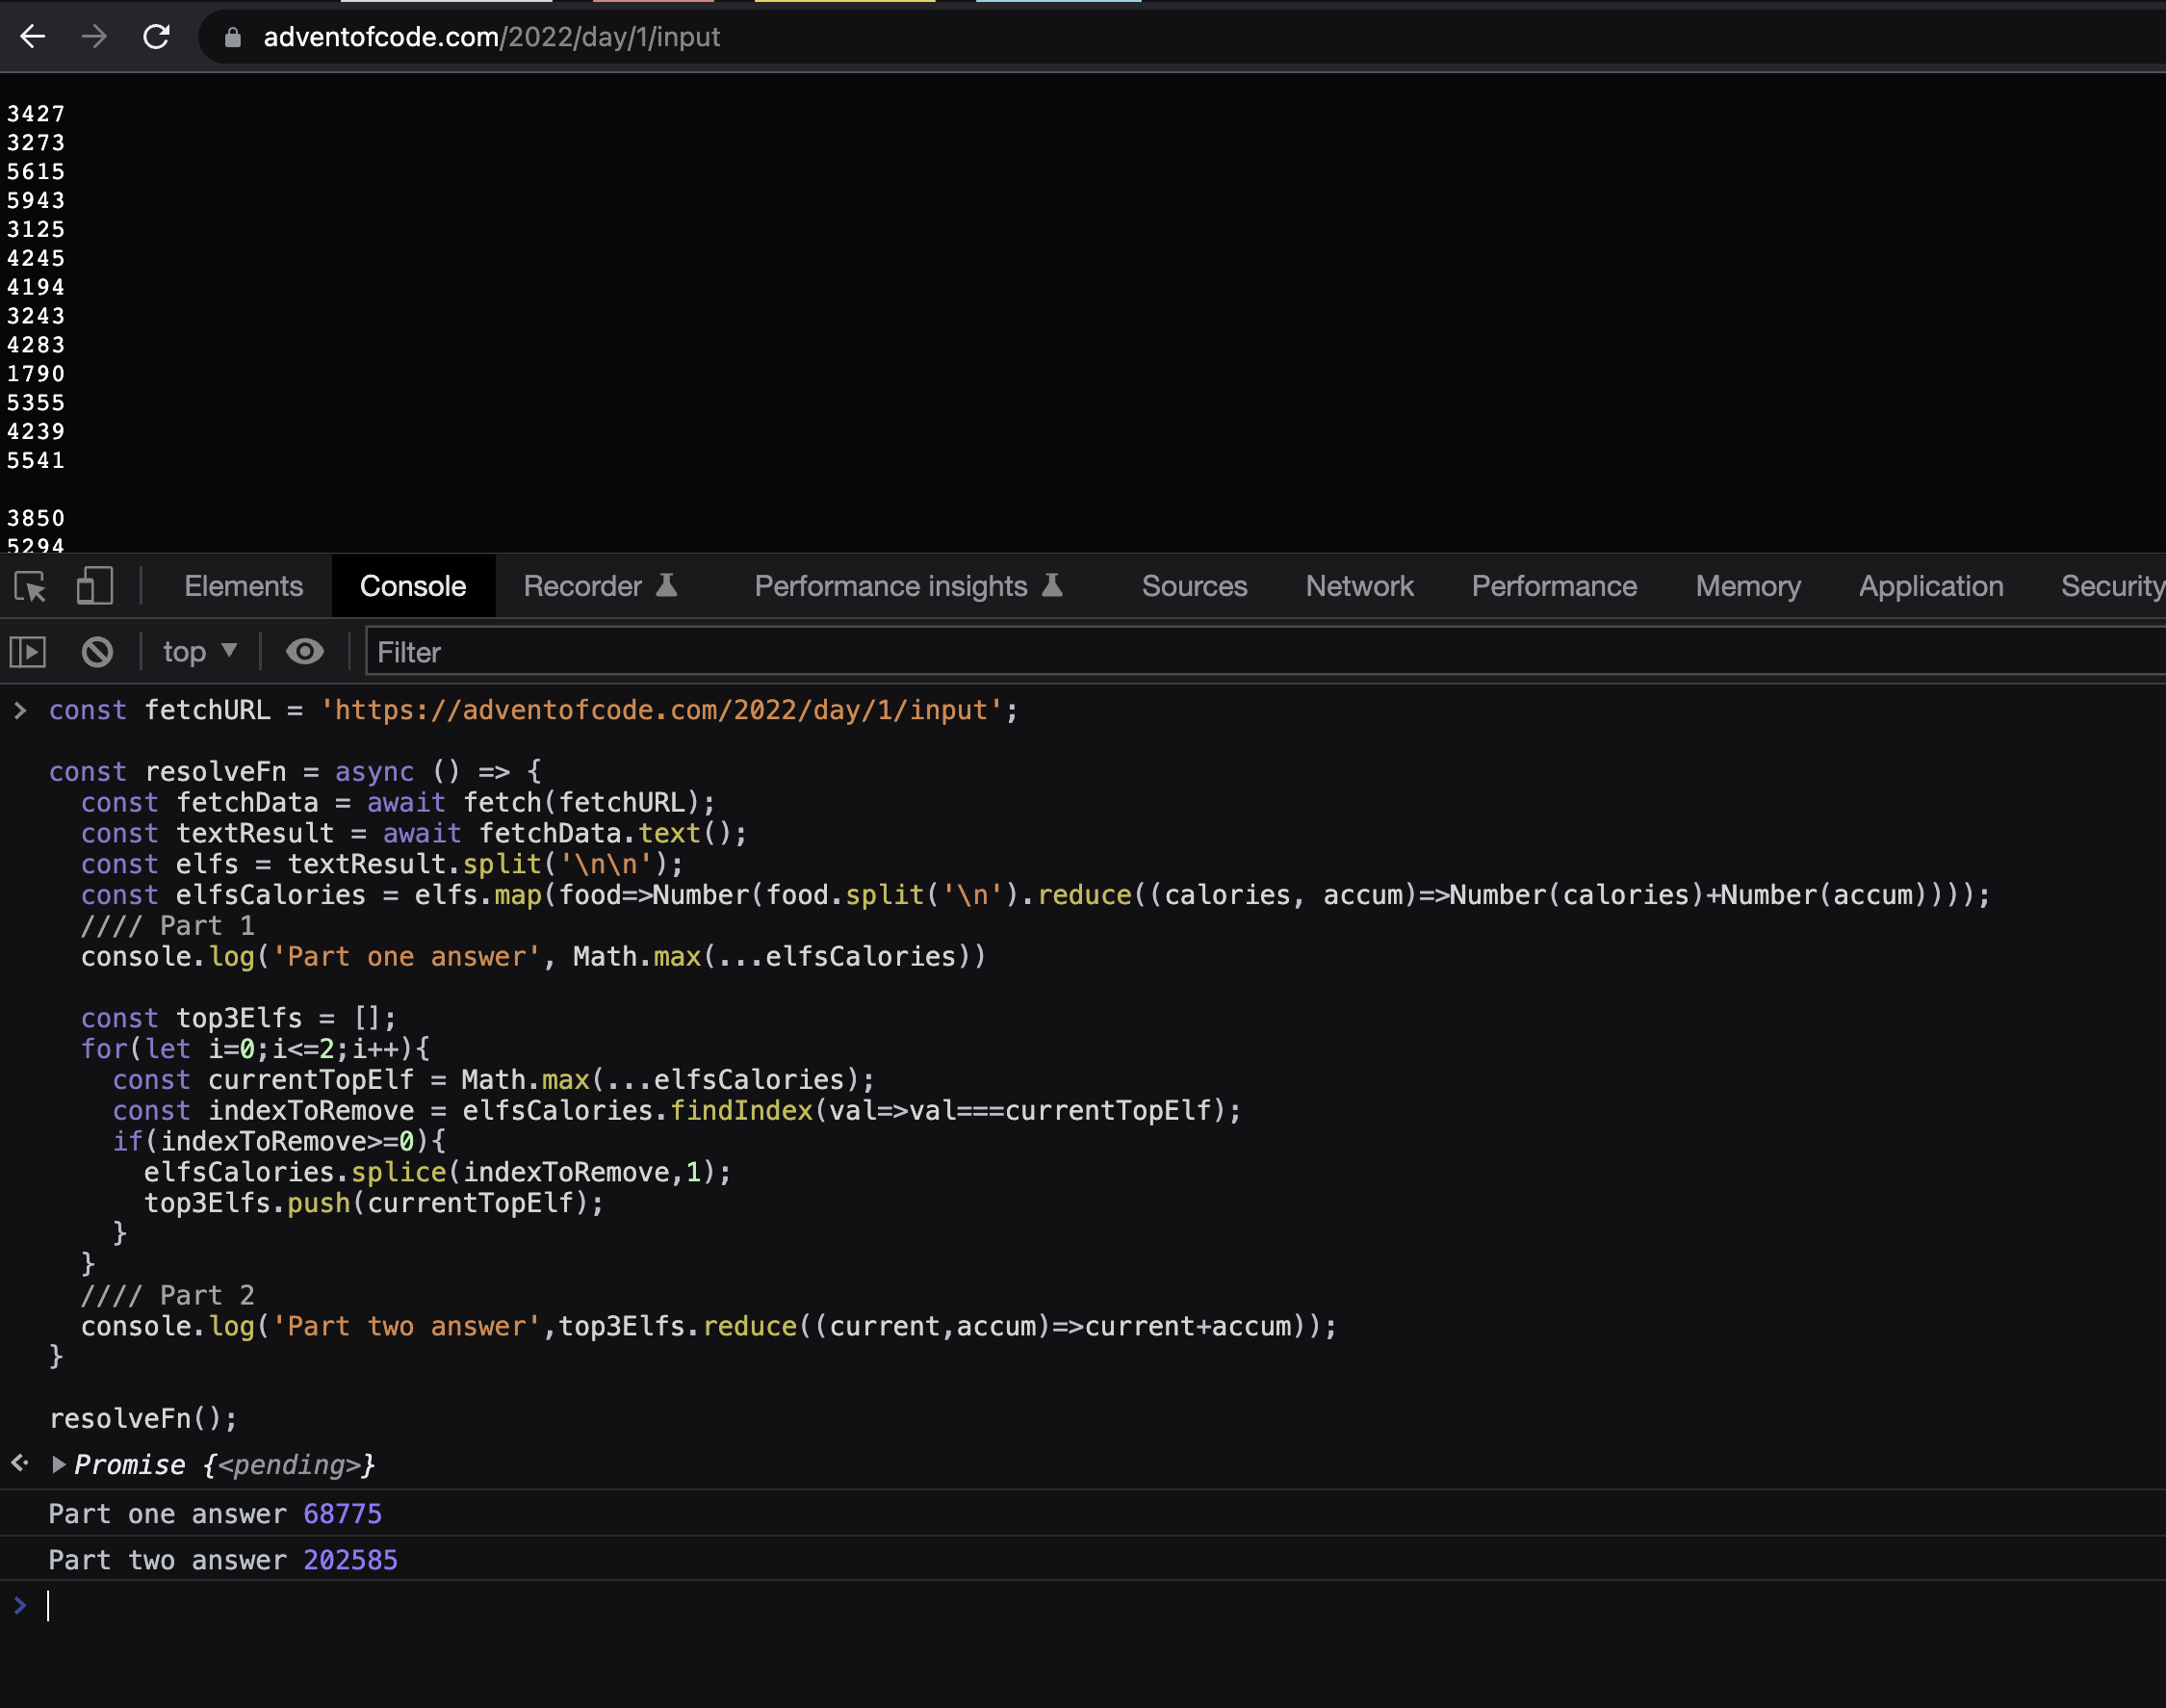 adventofcode.com/2022/day/1/input
3427
3273
5615
5943
3125
4245
4194
3243
4283
1790
5355
4239
5541
3850
5294
Elements Console Recorder Performance insights Sources Network Performance Memory Application Security
top Filter
const fetchURL = 'https://adventofcode.com/2022/day/1/input';
const resolveFn = async () => {
  const fetchData = await fetch(fetchURL);
  const textResult = await fetchData.text();
  const elfs = textResult.split('\n\n');
  const elfsCalories = elfs.map(food=>Number(food.split('\n').reduce((calories, accum)=>Number(calories)+Number(accum))));
  //// Part 1
  console.log('Part one answer', Math.max(...elfsCalories))
  const top3Elfs = [];
  for(let i=0;i<=2;i++){
    const currentTopElf = Math.max(...elfsCalories);
    const indexToRemove = elfsCalories.findIndex(val=>val===currentTopElf);
    if(indexToRemove>=0){
      elfsCalories.splice(indexToRemove,1);
      top3Elfs.push(currentTopElf);
    }
  }
  //// Part 2
  console.log('Part two answer',top3Elfs.reduce((current,accum)=>current+accum));
}
resolveFn();
Promise {<pending>}
Part one answer 68775
Part two answer 202585